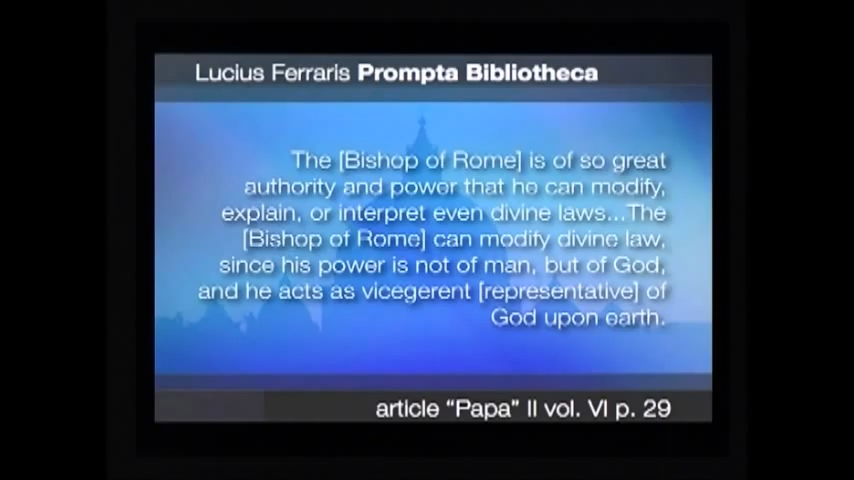 Lucius Ferraris Prompta Bibliotheca
The [Bishop of Rome] is of so great
authority and power that he can modify,
explain, or interpret even divine laws...The
[Bishop of Rome] can modify divine law,
since his power is not of man, but of God,
and he acts as vicegerent [representative] of
God upon earth.
article “Papa” II vol. VI p. 29